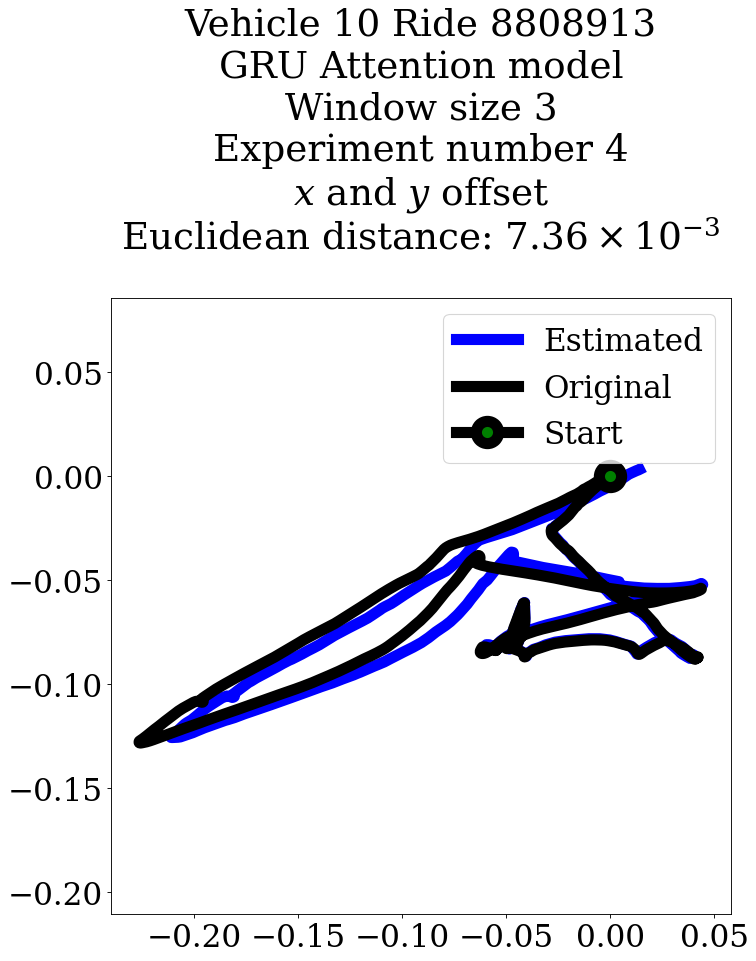 Vehicle 10 Ride 8808913
GRU Attention model
Window size 3
Experiment number 4
x and y offset
Euclidean distance: 7.36 × 10⁻³
Estimated
Original
Start
0.05
0.00
−0.05
−0.10
−0.15
−0.20
−0.20 −0.15 −0.10 −0.05 0.00 0.05